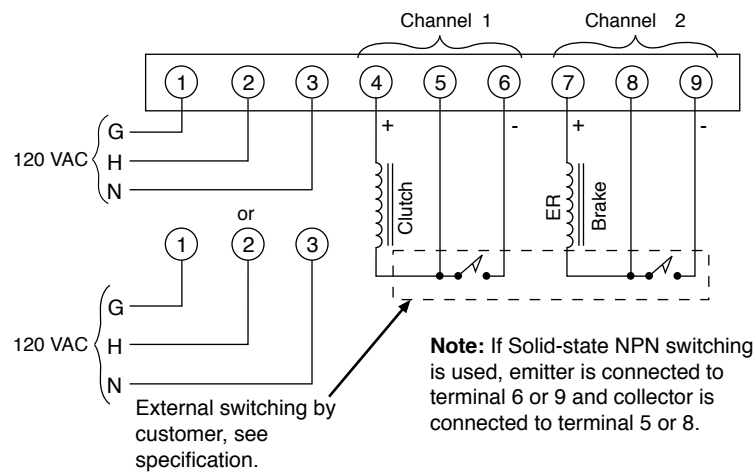 Channel 1 Channel 2
1 2 3 4 5 6 7 8 9
+ - + -
120 VAC
G
H
N
Clutch
ER
Brake
or
1 2 3
120 VAC
G
H
N
External switching by
customer, see
specification.
Note: If Solid-state NPN switching
is used, emitter is connected to
terminal 6 or 9 and collector is
connected to terminal 5 or 8.